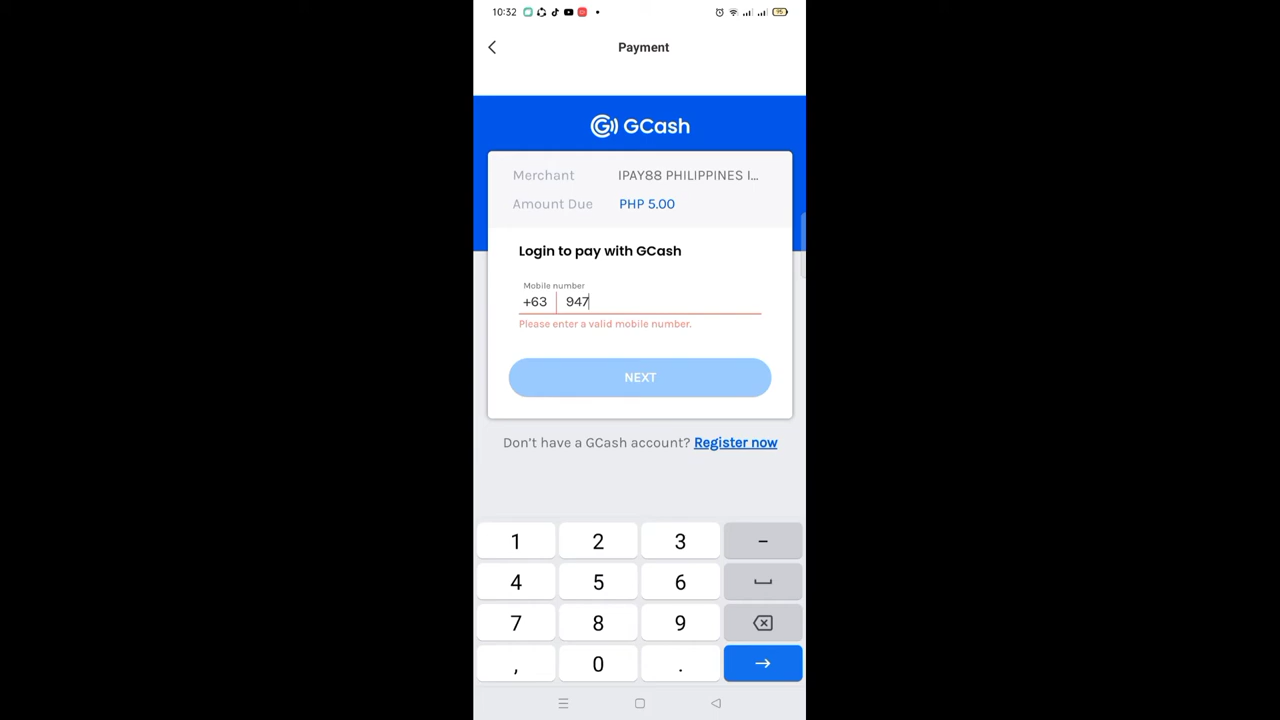 10:32
95
Payment
GCash
Merchant IPAY88 PHILIPPINES I...
Amount Due PHP 5.00
Login to pay with GCash
Mobile number
+63 947
Please enter a valid mobile number.
NEXT
Don't have a GCash account? Register now
1 2 3 -
4 5 6
7 8 9
, 0 .